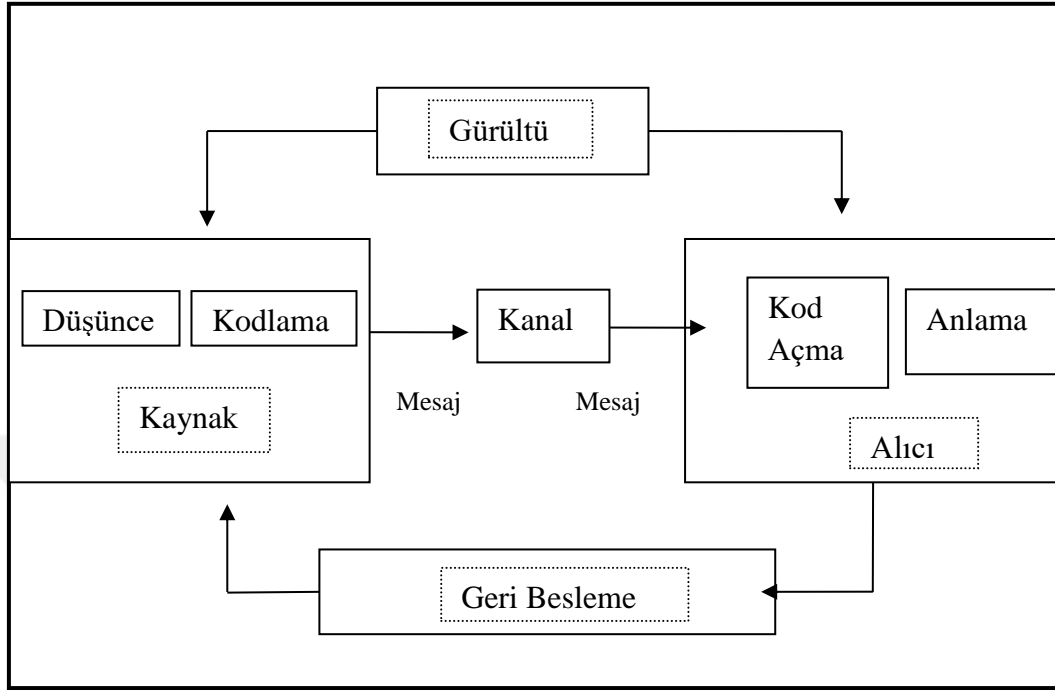 Gürültü
Düşünce
Kodlama
Kaynak
Mesaj
Kanal
Mesaj
Kod
Açma
Anlama
Alıcı
Geri Besleme